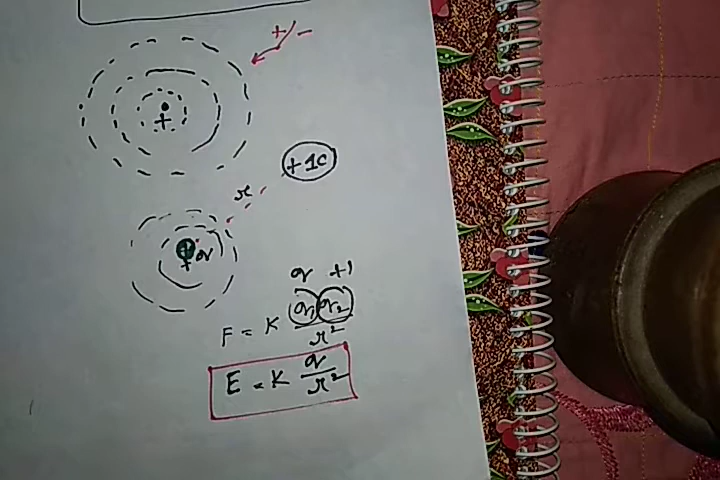 +/-
+
+1C
r
+q
q +1
F = K q1 q2 / r²
E = K q / r²